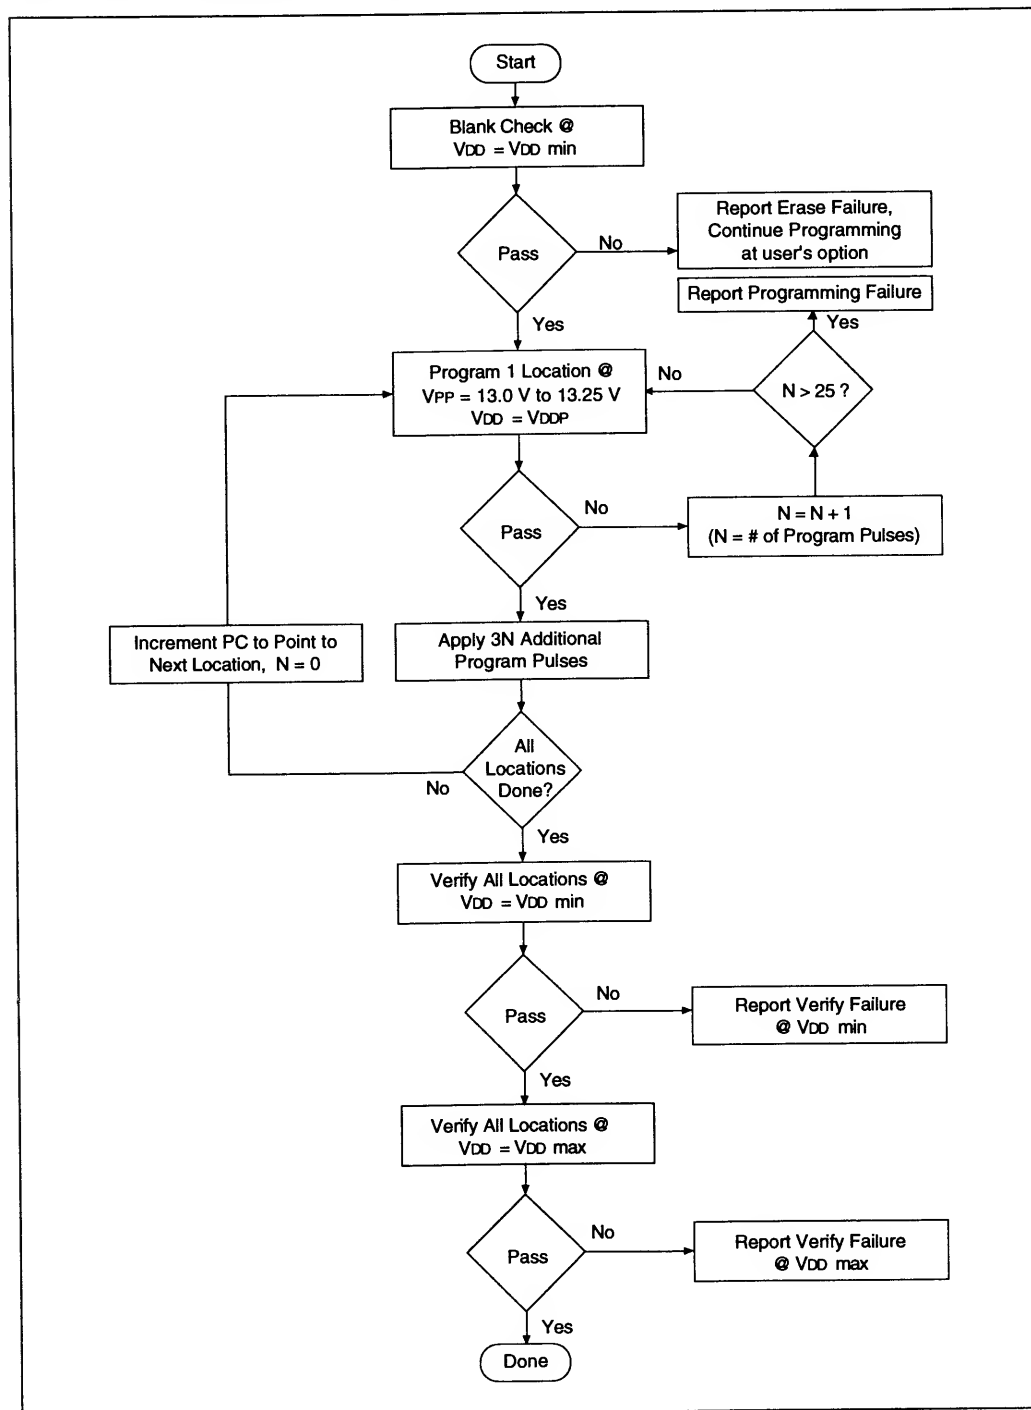 Start
Blank Check @
VDD = VDD min
Pass
No
Report Erase Failure,
Continue Programming
at user's option
Report Programming Failure
Yes
Yes
Program 1 Location @
VPP = 13.0 V to 13.25 V
VDD = VDDP
No
N > 25 ?
Pass
No
N = N + 1
(N = # of Program Pulses)
Yes
Increment PC to Point to
Next Location, N = 0
Apply 3N Additional
Program Pulses
All
Locations
Done?
No
Yes
Verify All Locations @
VDD = VDD min
Pass
No
Report Verify Failure
@ VDD min
Yes
Verify All Locations @
VDD = VDD max
Pass
No
Report Verify Failure
@ VDD max
Yes
Done